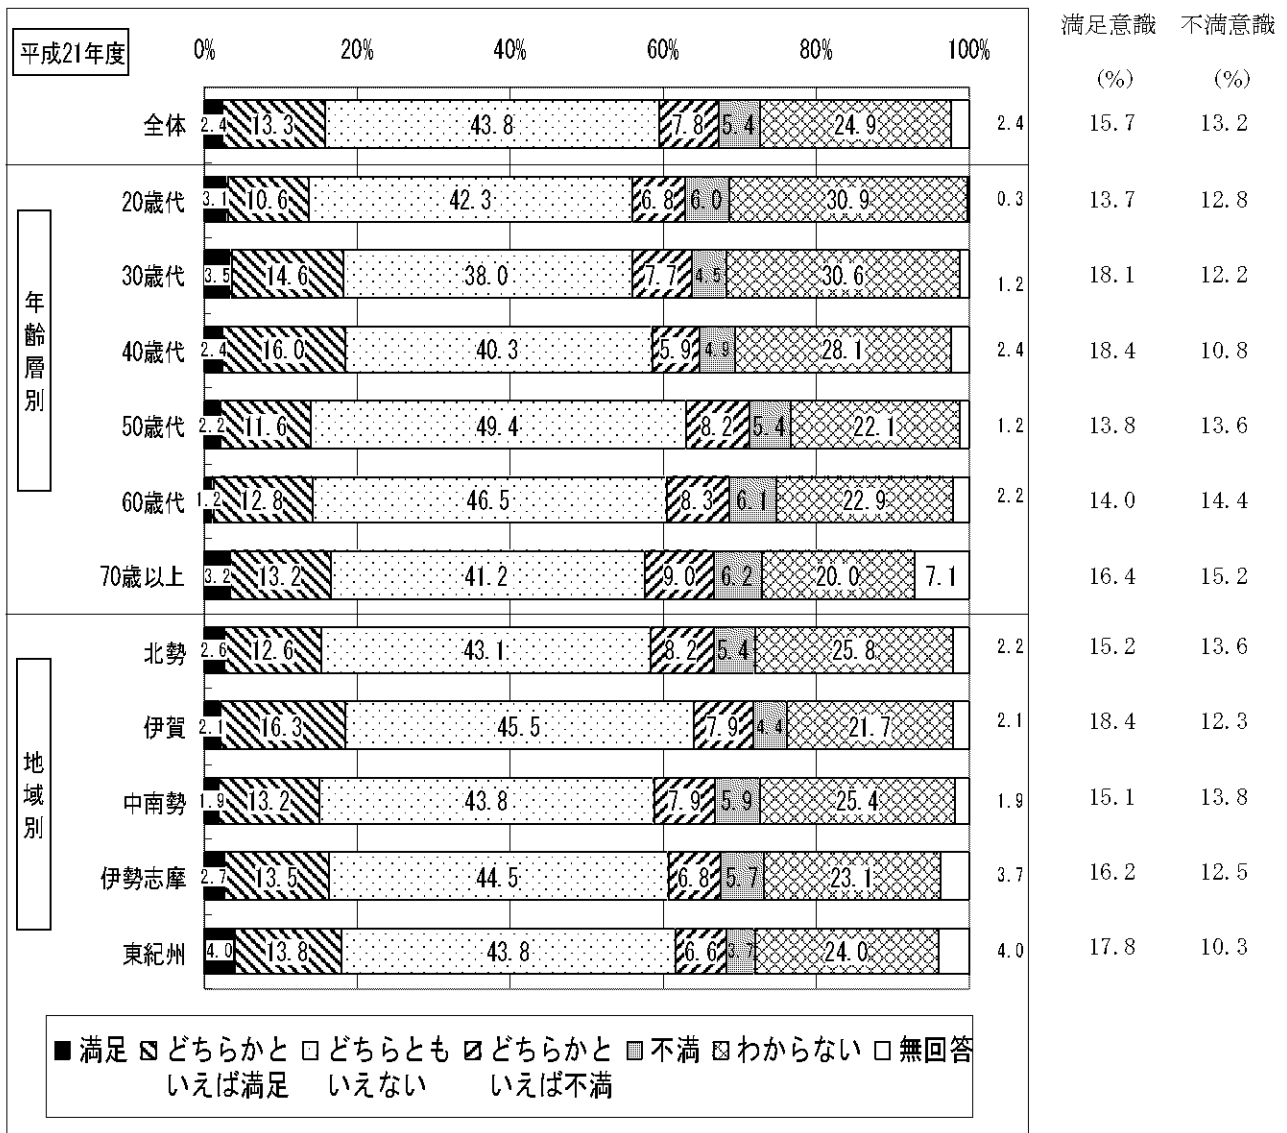 平成21年度
0% 20% 40% 60% 80% 100%
満足意識 不満意識
(%) (%)
全体 2.4 13.3 43.8 7.8 5.4 24.9 2.4 15.7 13.2
年齢層別
20歳代 3.1 10.6 42.3 6.8 6.0 30.9 0.3 13.7 12.8
30歳代 3.5 14.6 38.0 7.7 4.5 30.6 1.2 18.1 12.2
40歳代 2.4 16.0 40.3 5.9 4.9 28.1 2.4 18.4 10.8
50歳代 2.2 11.6 49.4 8.2 5.4 22.1 1.2 13.8 13.6
60歳代 1.2 12.8 46.5 8.3 6.1 22.9 2.2 14.0 14.4
70歳以上 3.2 13.2 41.2 9.0 6.2 20.0 7.1 16.4 15.2
地域別
北勢 2.6 12.6 43.1 8.2 5.4 25.8 2.2 15.2 13.6
伊賀 2.1 16.3 45.5 7.9 4.4 21.7 2.1 18.4 12.3
中南勢 1.9 13.2 43.8 7.9 5.9 25.4 1.9 15.1 13.8
伊勢志摩 2.7 13.5 44.5 6.8 5.7 23.1 3.7 16.2 12.5
東紀州 4.0 13.8 43.8 6.6 3.7 24.0 4.0 17.8 10.3
満足 どちらかと どちらとも どちらかと 不満 わからない 無回答
いえば満足 いえない いえば不満